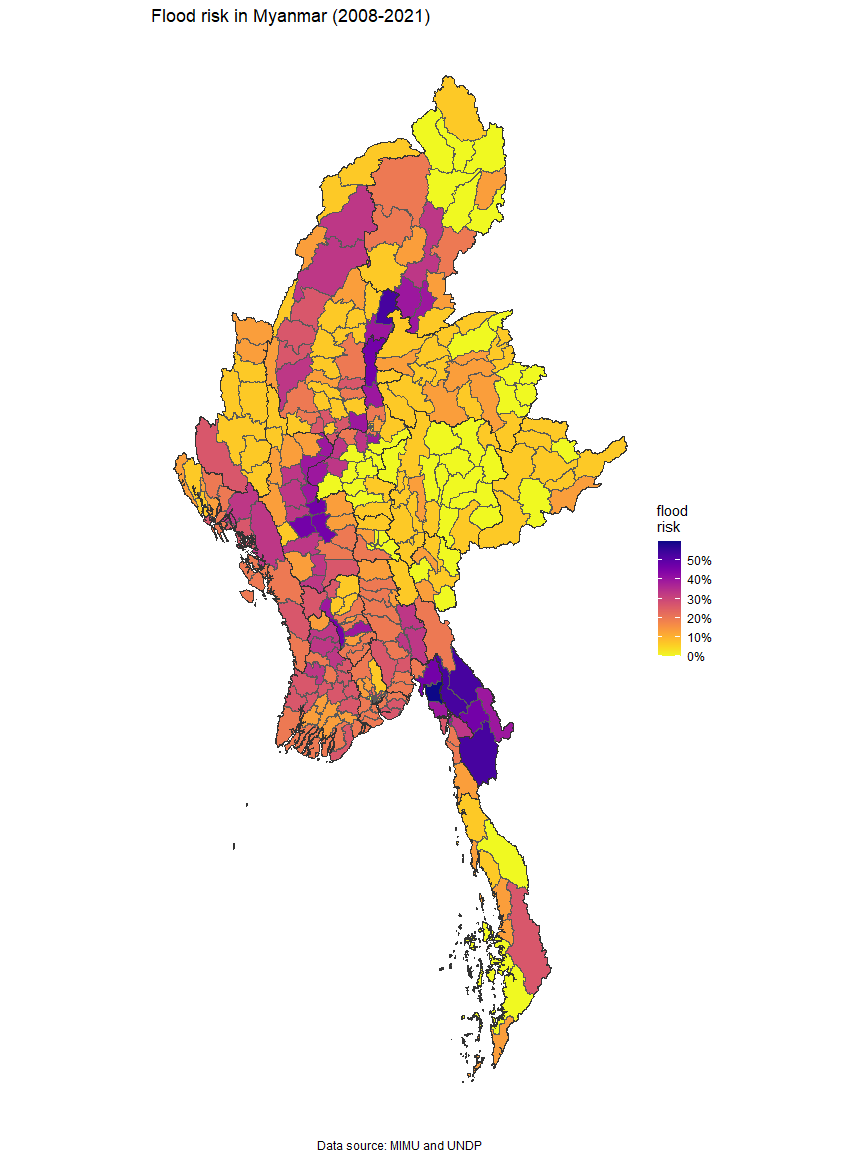 Flood risk in Myanmar (2008-2021)
flood
risk
50%
40%
30%
20%
10%
0%
Data source: MIMU and UNDP